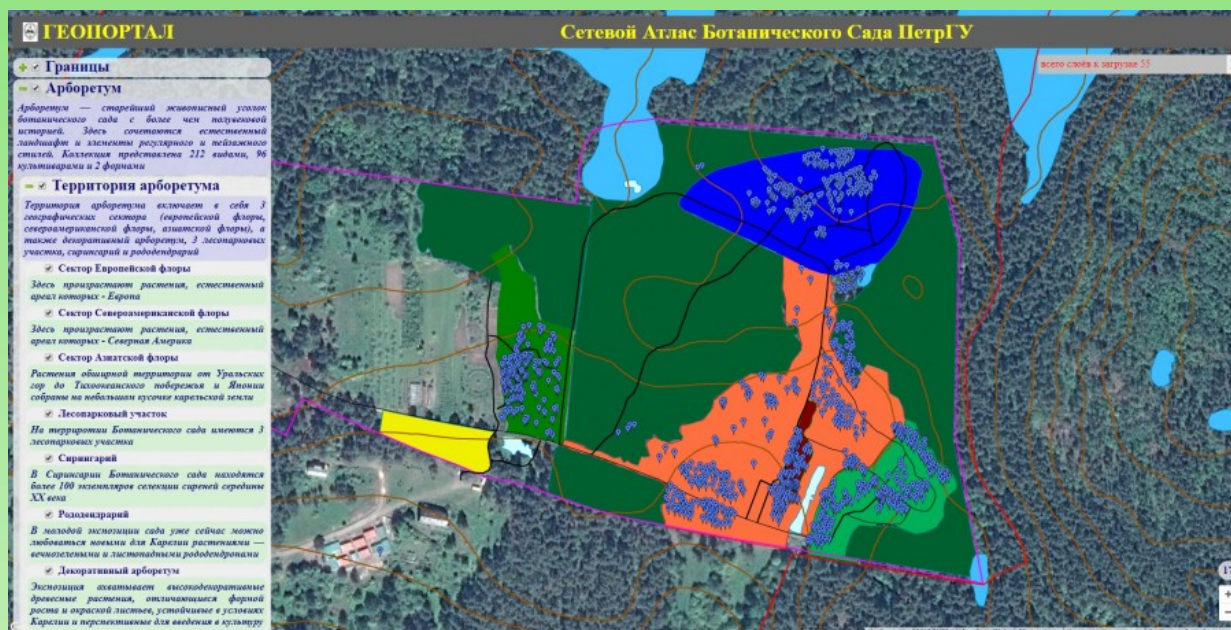 ГЕОПОРТАЛ
Сетевой Атлас Ботанического Сада ПетрГУ
всего слоёв к загрузке 55
Границы
Арборетум
Арборетум — старейший живописный уголок
ботанического сада с более чем полувековой
историей. Здесь сочетаются естественный
ландшафт и элементы регулярного и пейзажного
стилей. Коллекция представлена 212 видами, 96
культиварами и 2 формами
Территория арборетума
Территория арборетума включает в себя 3
географических сектора (европейской флоры,
североамериканской флоры, азиатской флоры), а
также декоративный арборетум, 3 лесопарковых
участка, сирингарий и рододендрарий
Сектор Европейской флоры
Здесь произрастают растения, естественный
ареал которых - Европа
Сектор Североамериканской флоры
Здесь произрастают растения, естественный
ареал которых - Северная Америка
Сектор Азиатской флоры
Растения обширной территории от Уральских
гор до Тихоокеанского побережья и Японии
собраны на небольшом кусочке карельской земли
Лесопарковый участок
На территории Ботанического сада имеются 3
лесопарковых участка
Сирингарий
В Сирингарии Ботанического сада находятся
более 100 экземпляров селекции сиреней середины
XX века
Рододендрарий
В молодой экспозиции сада уже сейчас можно
любоваться новыми для Карелии растениями —
вечнозелеными и листопадными рододендронами
Декоративный арборетум
Экспозиция охватывает высокодекоративные
древесные растения, отличающиеся формой
роста и окраской листьев, устойчивые в условиях
Карелии и перспективные для введения в культуру